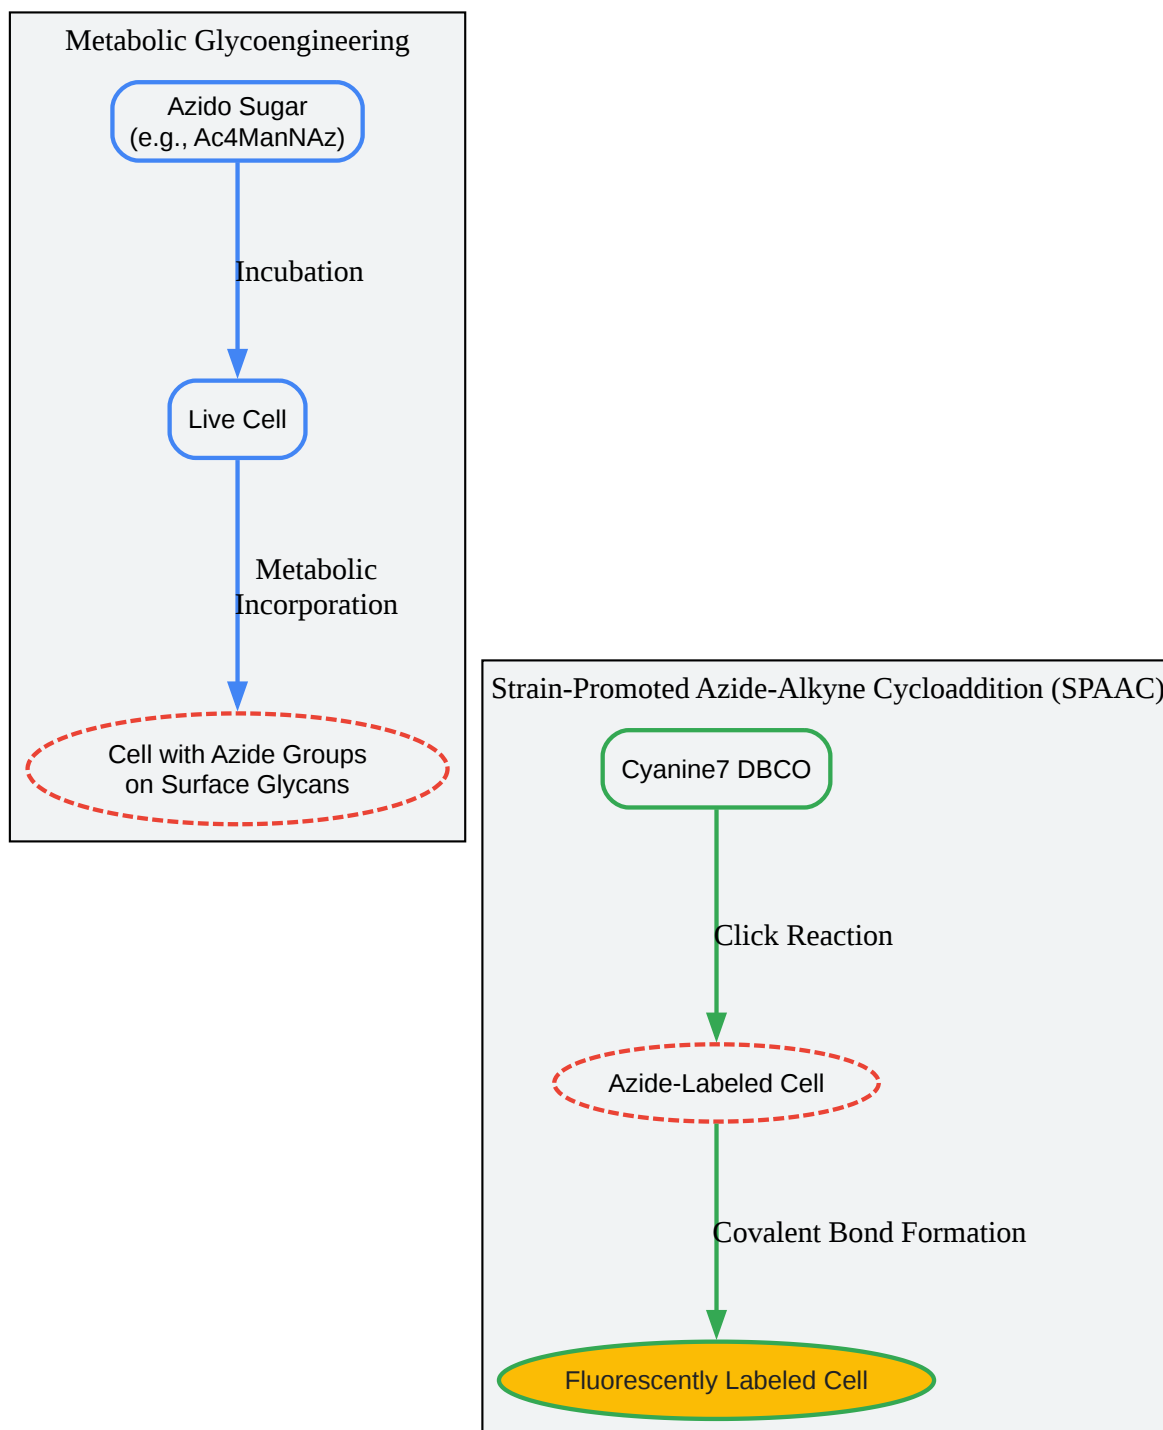 Metabolic Glycoengineering
Azido Sugar
(e.g., Ac4ManNAz)
Incubation
Live Cell
Metabolic
Incorporation
Cell with Azide Groups
on Surface Glycans
Strain-Promoted Azide-Alkyne Cycloaddition (SPAAC)
Cyanine7 DBCO
Click Reaction
Azide-Labeled Cell
Covalent Bond Formation
Fluorescently Labeled Cell